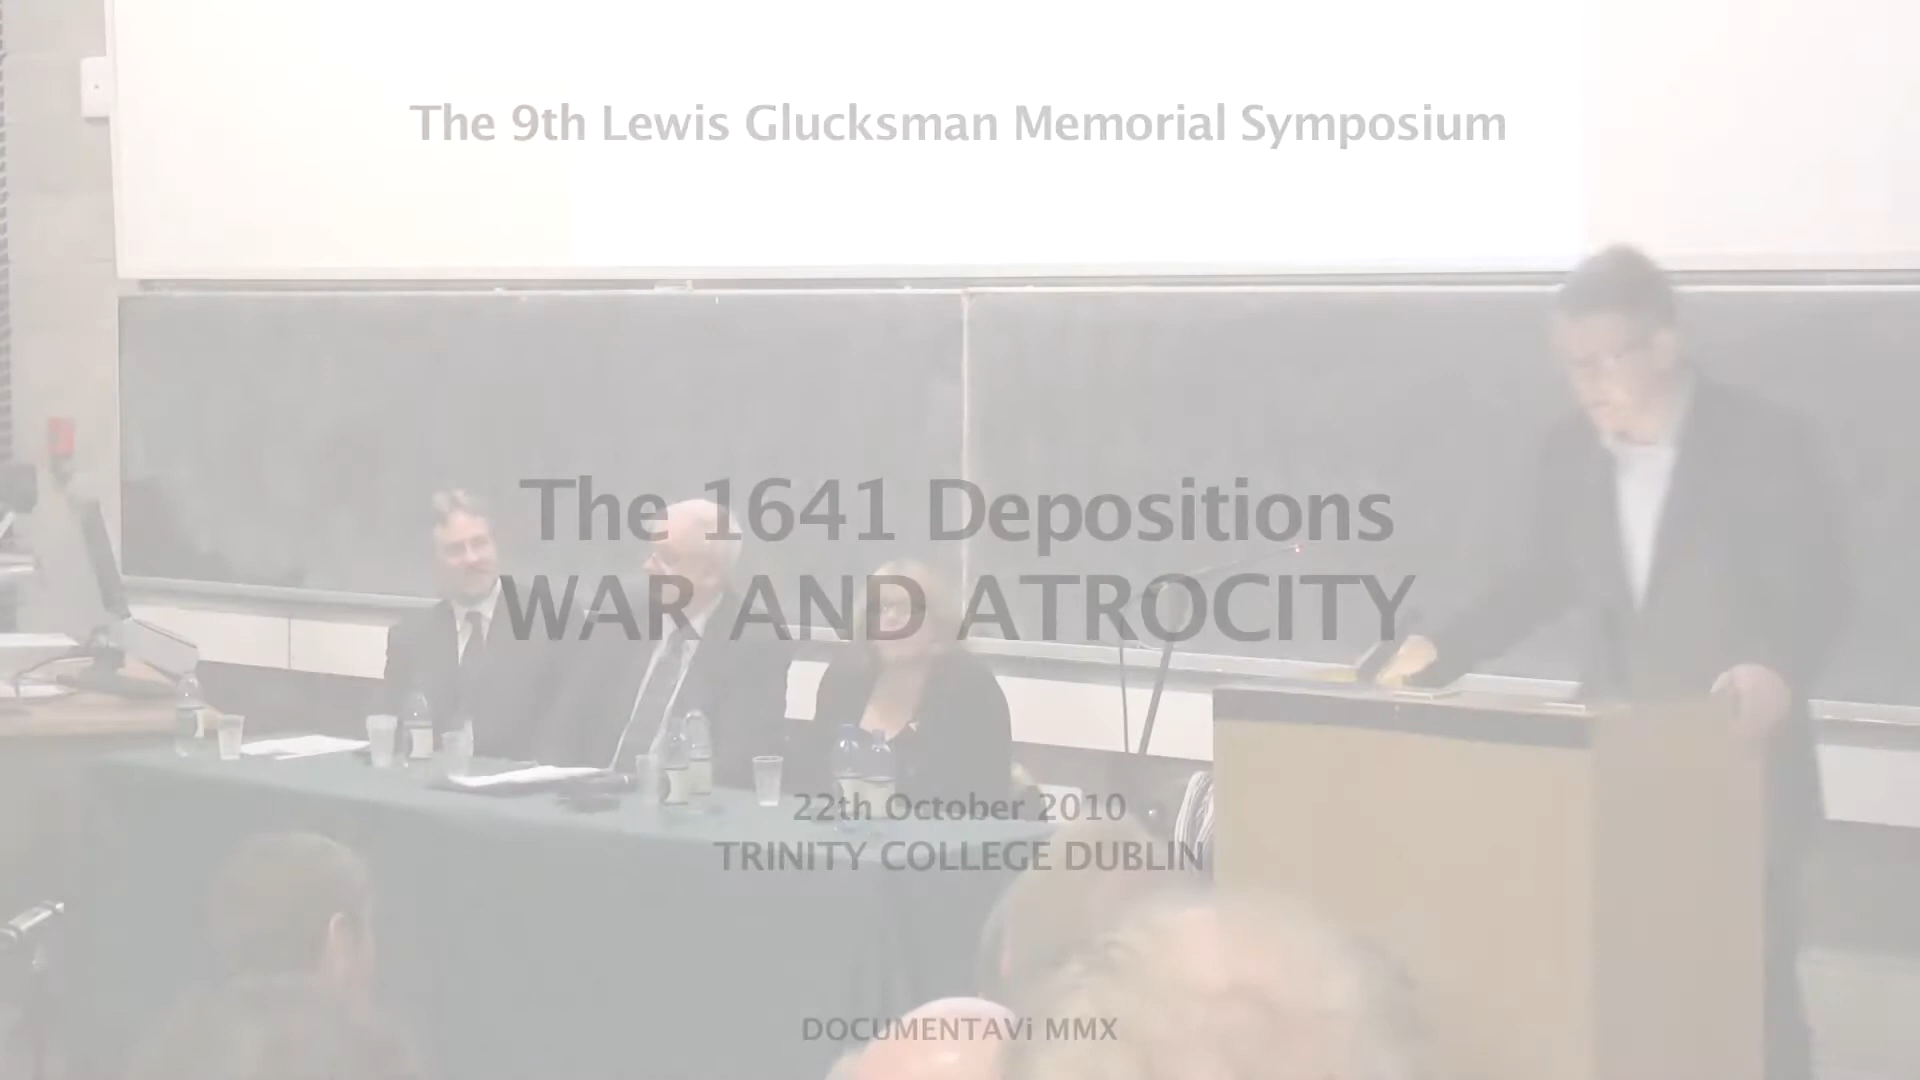 The 9th Lewis Glucksman Memorial Symposium
The 1641 Depositions
WAR AND ATROCITY
22th October 2010
TRINITY COLLEGE DUBLIN
DOCUMENTAVi MMX